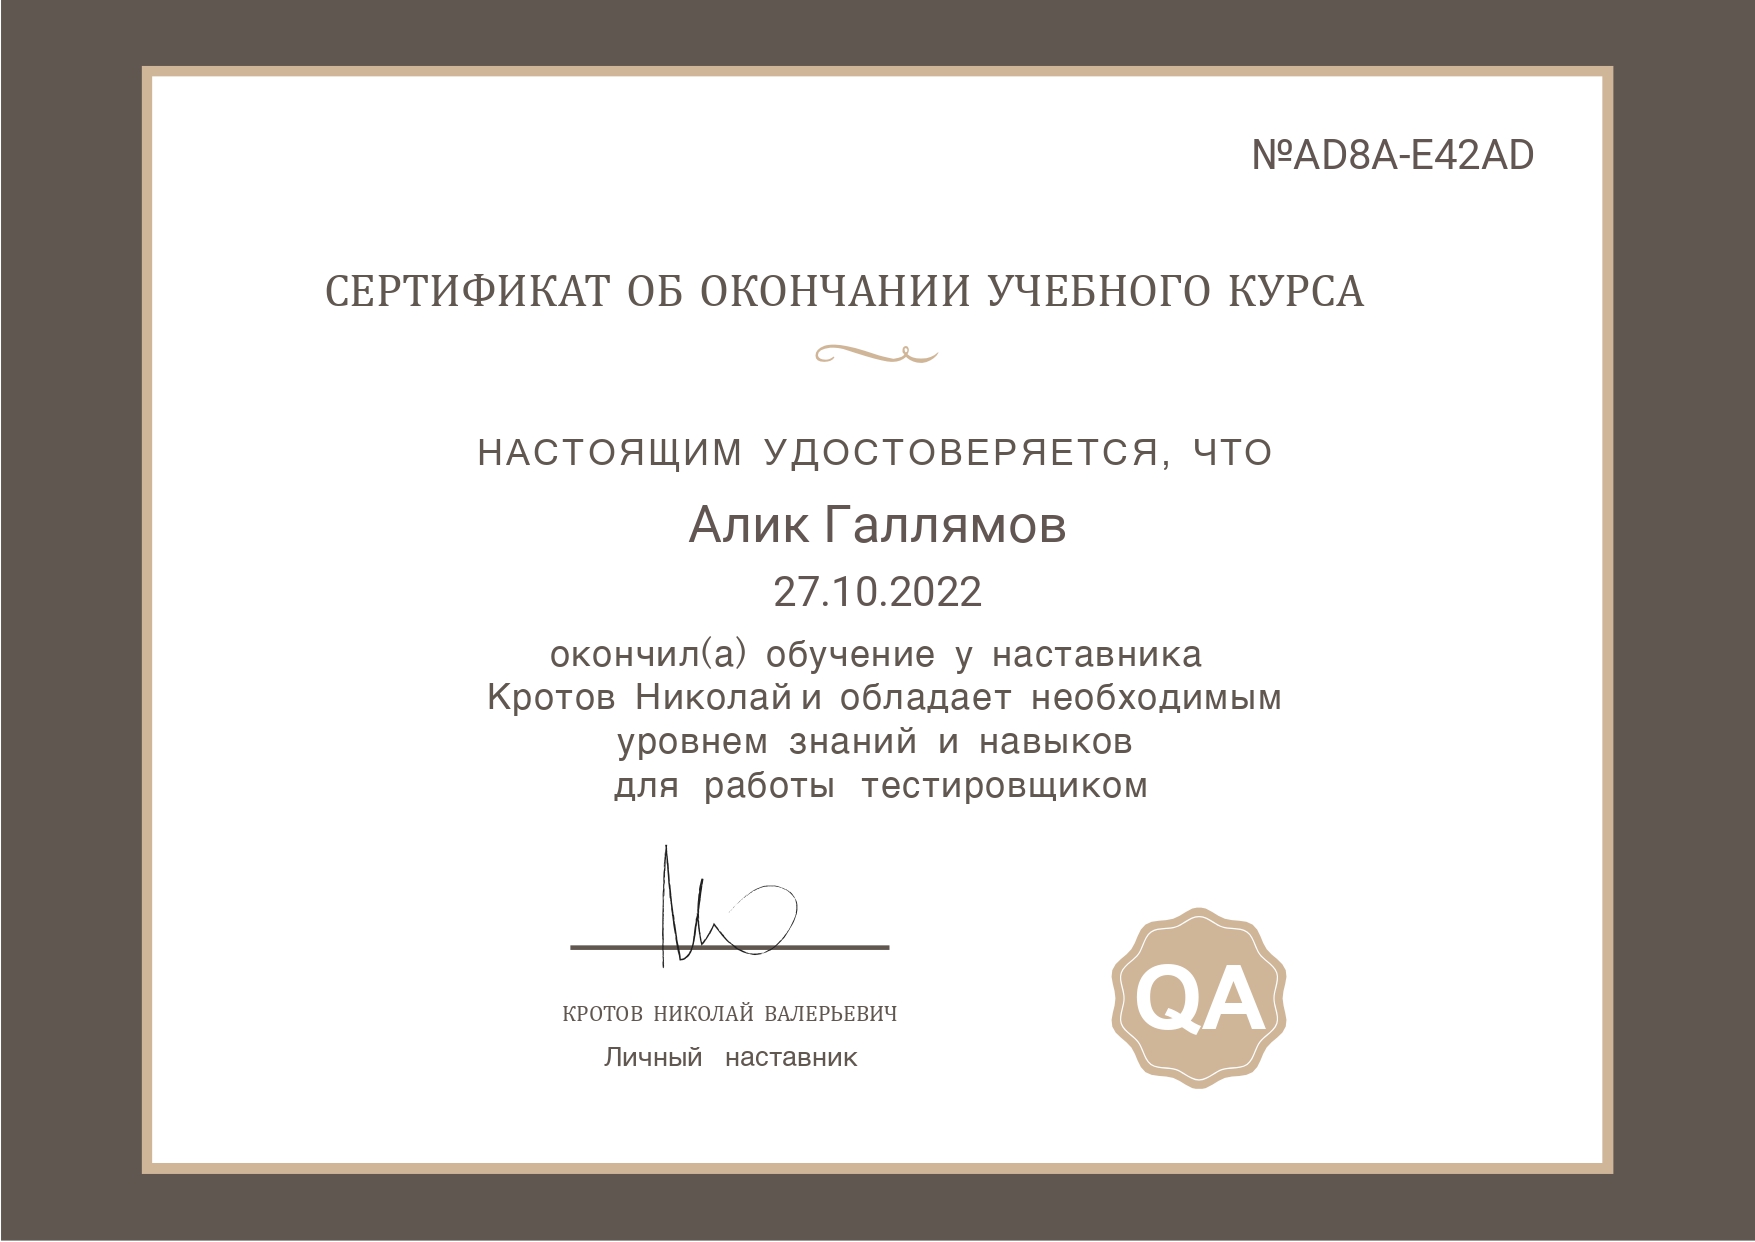 №AD8A-E42AD
СЕРТИФИКАТ ОБ ОКОНЧАНИИ УЧЕБНОГО КУРСА
НАСТОЯЩИМ УДОСТОВЕРЯЕТСЯ, ЧТО
Алик Галлямов
27.10.2022
окончил(а) обучение у наставника
Кротов Николай и обладает необходимым
уровнем знаний и навыков
для работы тестировщиком
КРОТОВ НИКОЛАЙ ВАЛЕРЬЕВИЧ
Личный наставник
QA